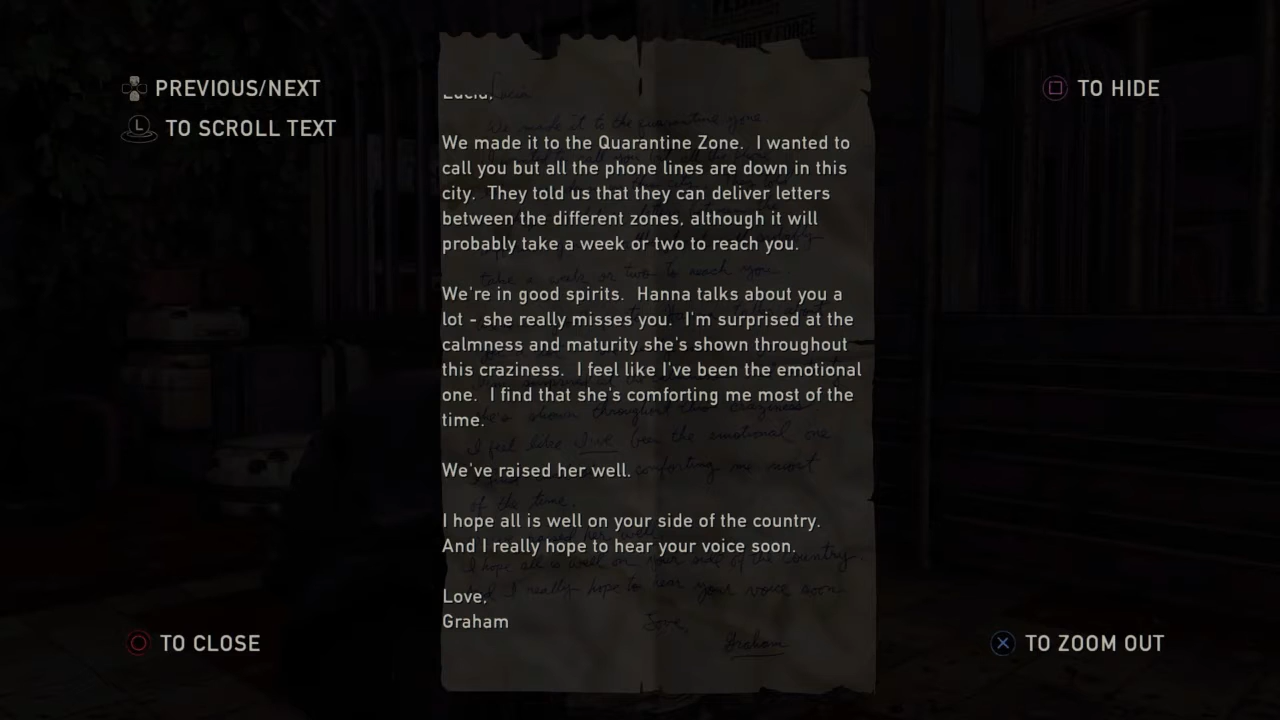 PREVIOUS/NEXT
L
TO SCROLL TEXT
TO HIDE
Lucia,
We made it to the Quarantine Zone. I wanted to
call you but all the phone lines are down in this
city. They told us that they can deliver letters
between the different zones, although it will
probably take a week or two to reach you.
We're in good spirits. Hanna talks about you a
lot - she really misses you. I'm surprised at the
calmness and maturity she's shown throughout
this craziness. I feel like I've been the emotional
one. I find that she's comforting me most of the
time.
We've raised her well.
I hope all is well on your side of the country.
And I really hope to hear your voice soon.
Love,
Graham
TO CLOSE
TO ZOOM OUT